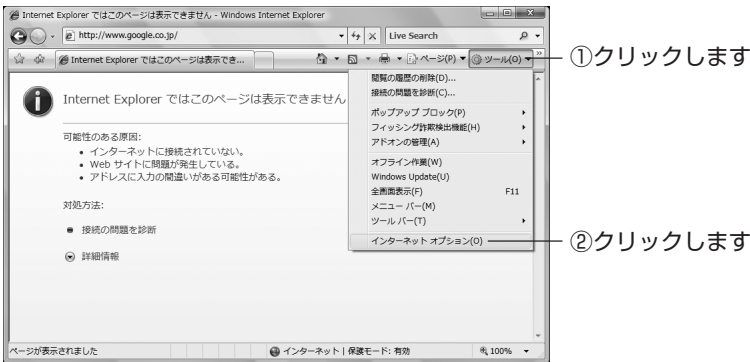 Internet Explorer ではこのページは表示できません - Windows Internet Explorer
http://www.google.co.jp/
Live Search
Internet Explorer ではこのページは表示でき...
ページ(P)
ツール(O)
①クリックします
Internet Explorer ではこのページは表示できません
可能性のある原因:
• インターネットに接続されていない。
• Web サイトに問題が発生している。
• アドレスに入力の間違いがある可能性がある。
対処方法:
接続の問題を診断
詳細情報
閲覧の履歴の削除(D)...
接続の問題を診断(C)...
ポップアップ ブロック(P)
フィッシング詐欺検出機能(H)
アドオンの管理(A)
オフライン作業(W)
Windows Update(U)
全画面表示(F) F11
メニュー バー(M)
ツール バー(T)
インターネット オプション(O)
②クリックします
ページが表示されました
インターネット | 保護モード: 有効
100%